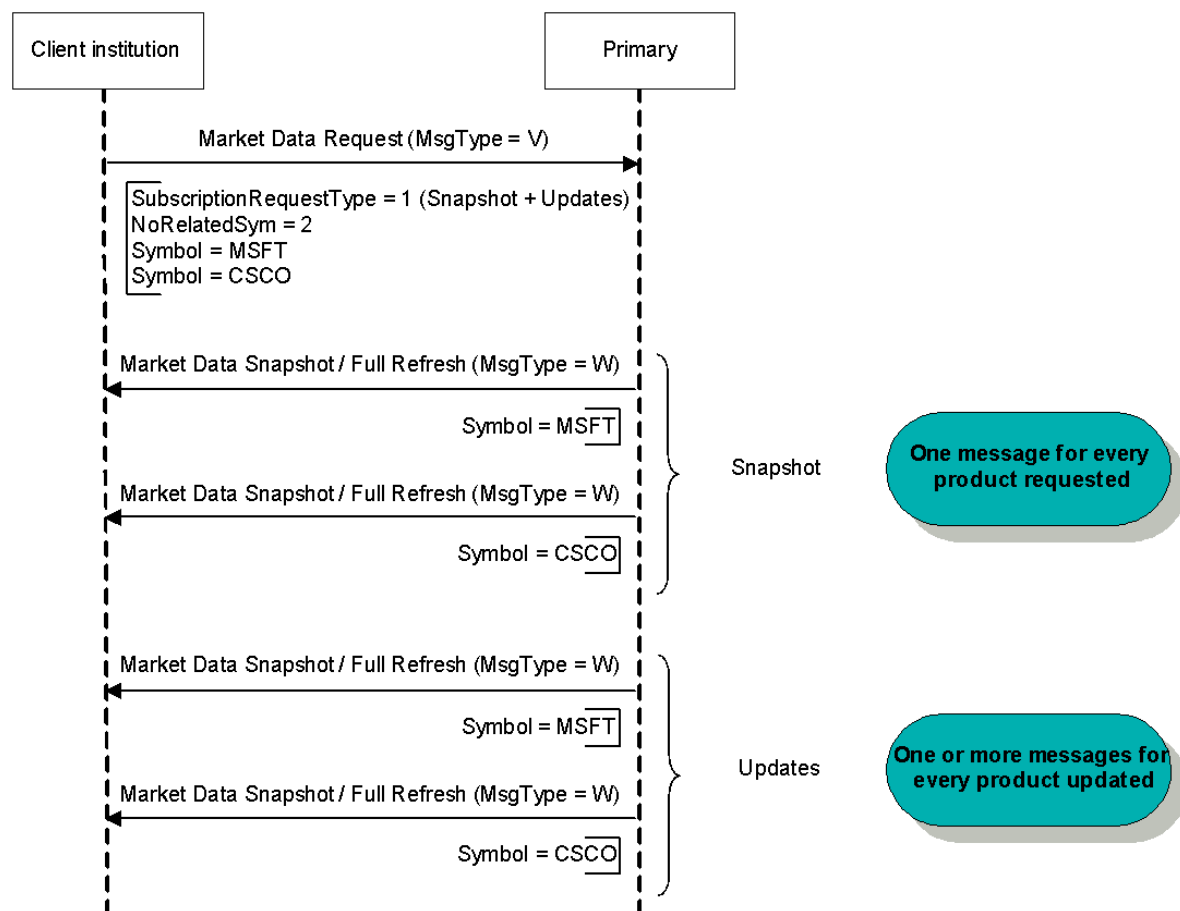 Client institution
Primary
Market Data Request (MsgType = V)
SubscriptionRequestType = 1 (Snapshot + Updates)
NoRelatedSym = 2
Symbol = MSFT
Symbol = CSCO
Market Data Snapshot / Full Refresh (MsgType = W)
Symbol = MSFT
Market Data Snapshot / Full Refresh (MsgType = W)
Symbol = CSCO
Snapshot
One message for every
product requested
Market Data Snapshot / Full Refresh (MsgType = W)
Symbol = MSFT
Market Data Snapshot / Full Refresh (MsgType = W)
Symbol = CSCO
Updates
One or more messages for
every product updated